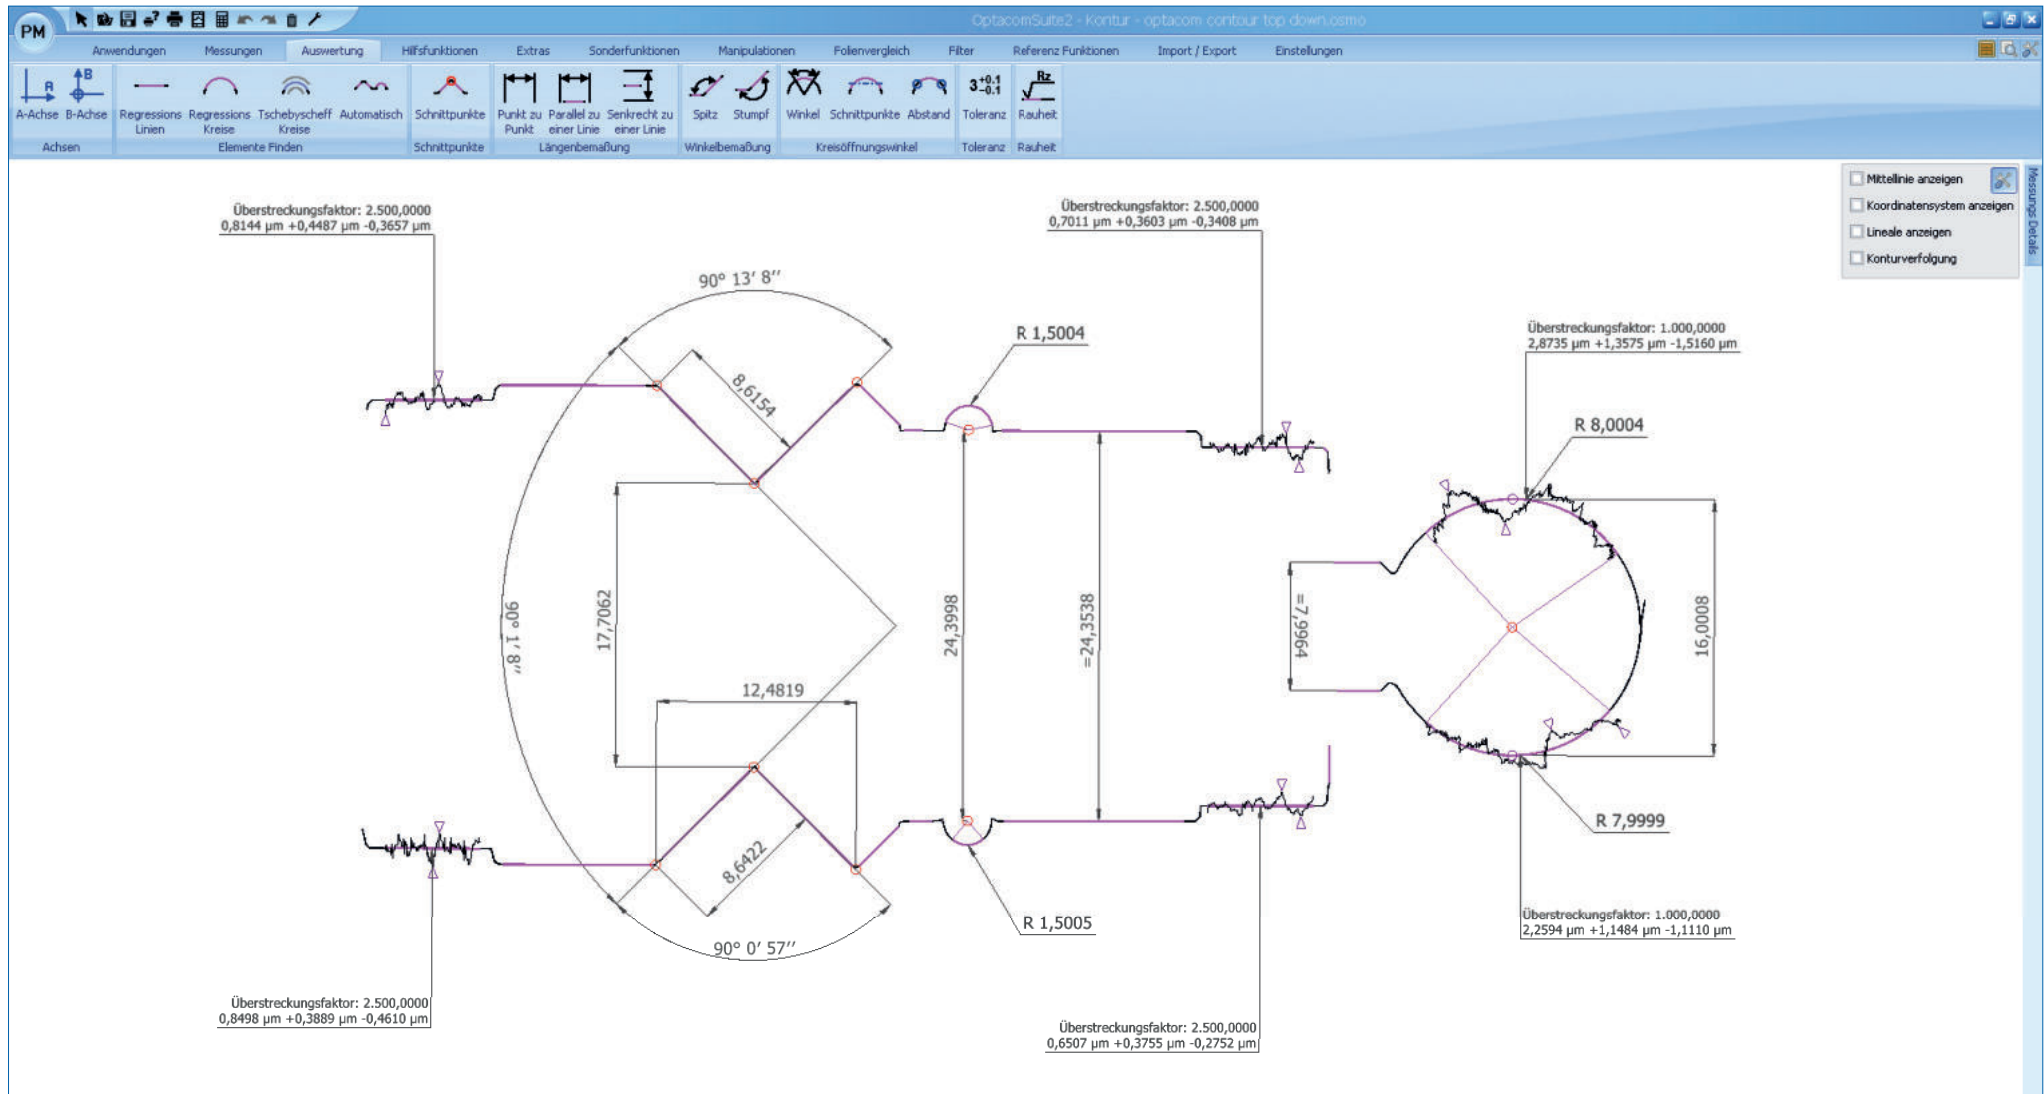 OptacomSuite2 - Kontur - optacom contour top down.osmo
PM
Anwendungen Messungen Auswertung Hilfsfunktionen Extras Sonderfunktionen Manipulationen Folienvergleich Filter Referenz Funktionen Import / Export Einstellungen
A B 3 +0.1 -0.1 Rz
A-Achse B-Achse Regressions Linien Regressions Kreise Tschebyscheff Kreise Automatisch Schnittpunkte Punkt zu Punkt Parallel zu einer Linie Senkrecht zu einer Linie Spitz Stumpf Winkel Schnittpunkte Abstand Toleranz Rauheit
Achsen Elemente Finden Schnittpunkte Längenbemaßung Winkelbemaßung Kreisöffnungswinkel Toleranz Rauheit
Mittellinie anzeigen
Koordinatensystem anzeigen
Lineale anzeigen
Konturverfolgung
Messungs Details
Überstreckungsfaktor: 2.500,0000
0,8144 µm +0,4487 µm -0,3657 µm
Überstreckungsfaktor: 2.500,0000
0,7011 µm +0,3603 µm -0,3408 µm
90° 13' 8''
R 1,5004
Überstreckungsfaktor: 1.000,0000
2,8735 µm +1,3575 µm -1,5160 µm
8,6154
R 8,0004
90° 1' 8''
17,7062
24,3998
=24,3538
=7,9964
16,0008
12,4819
8,6422
R 7,9999
90° 0' 57''
R 1,5005
Überstreckungsfaktor: 1.000,0000
2,2594 µm +1,1484 µm -1,1110 µm
Überstreckungsfaktor: 2.500,0000
0,8498 µm +0,3889 µm -0,4610 µm
Überstreckungsfaktor: 2.500,0000
0,6507 µm +0,3755 µm -0,2752 µm